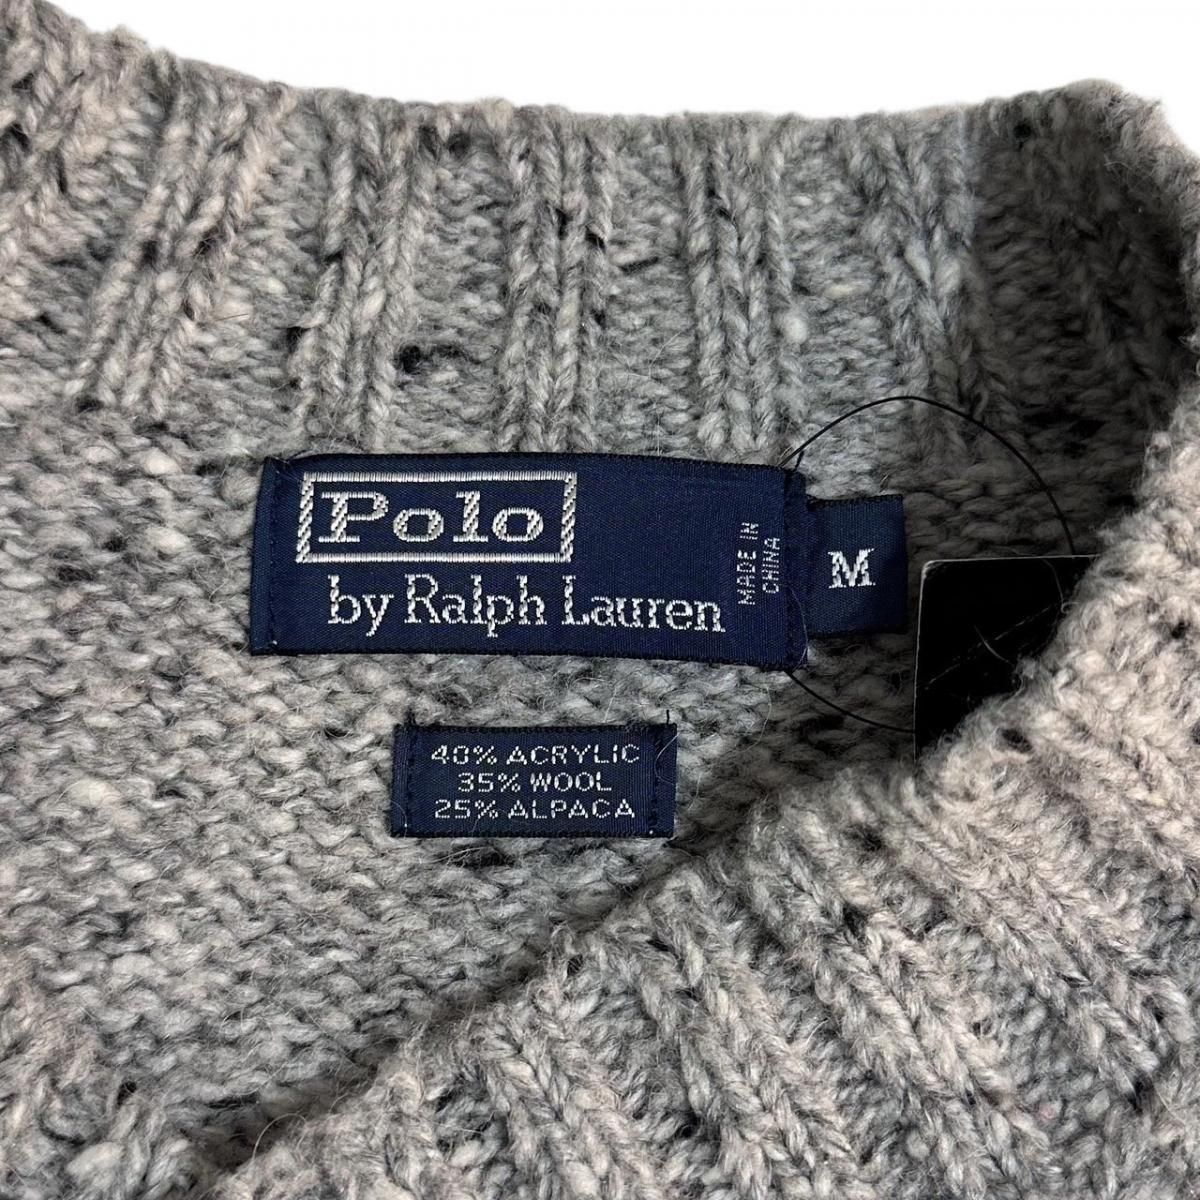 Polo
by Ralph Lauren
MADE IN
CHINA
M
40% ACRYLIC
35% WOOL
25% ALPACA